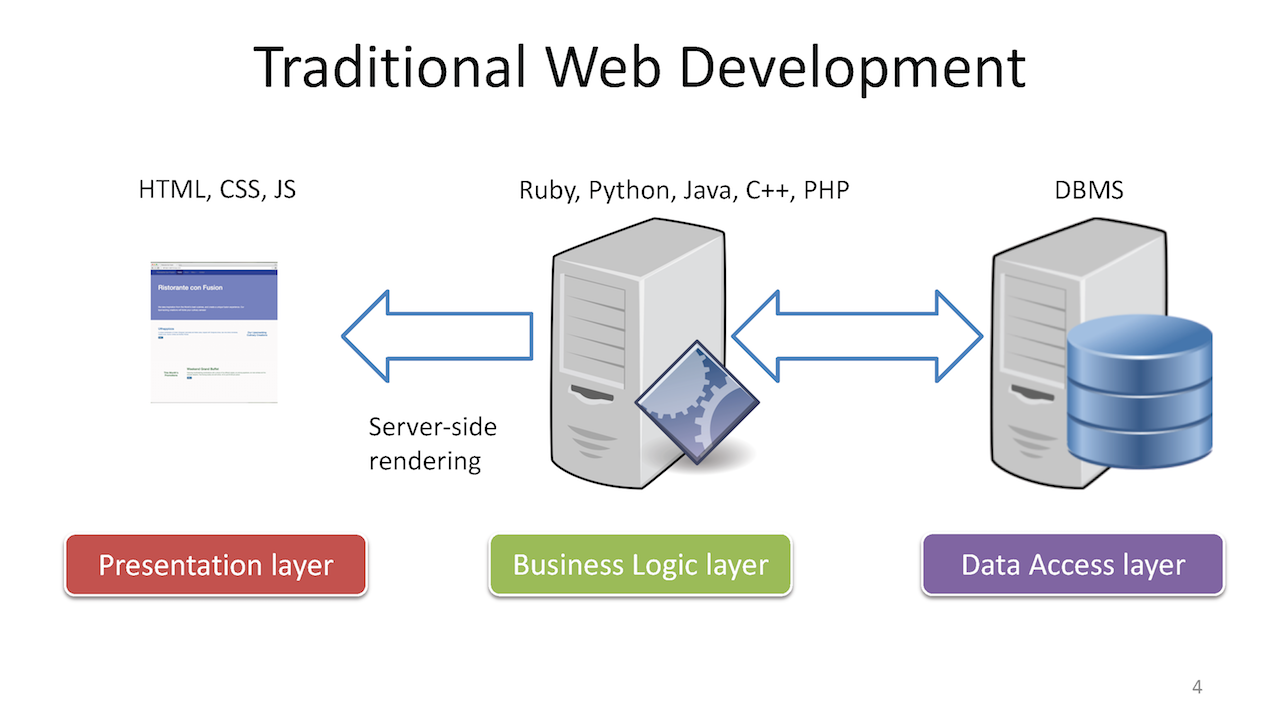 Traditional Web Development
HTML, CSS, JS
Ruby, Python, Java, C++, PHP
DBMS
Ristorante con Fusion
Server-side
rendering
Presentation layer
Business Logic layer
Data Access layer
4